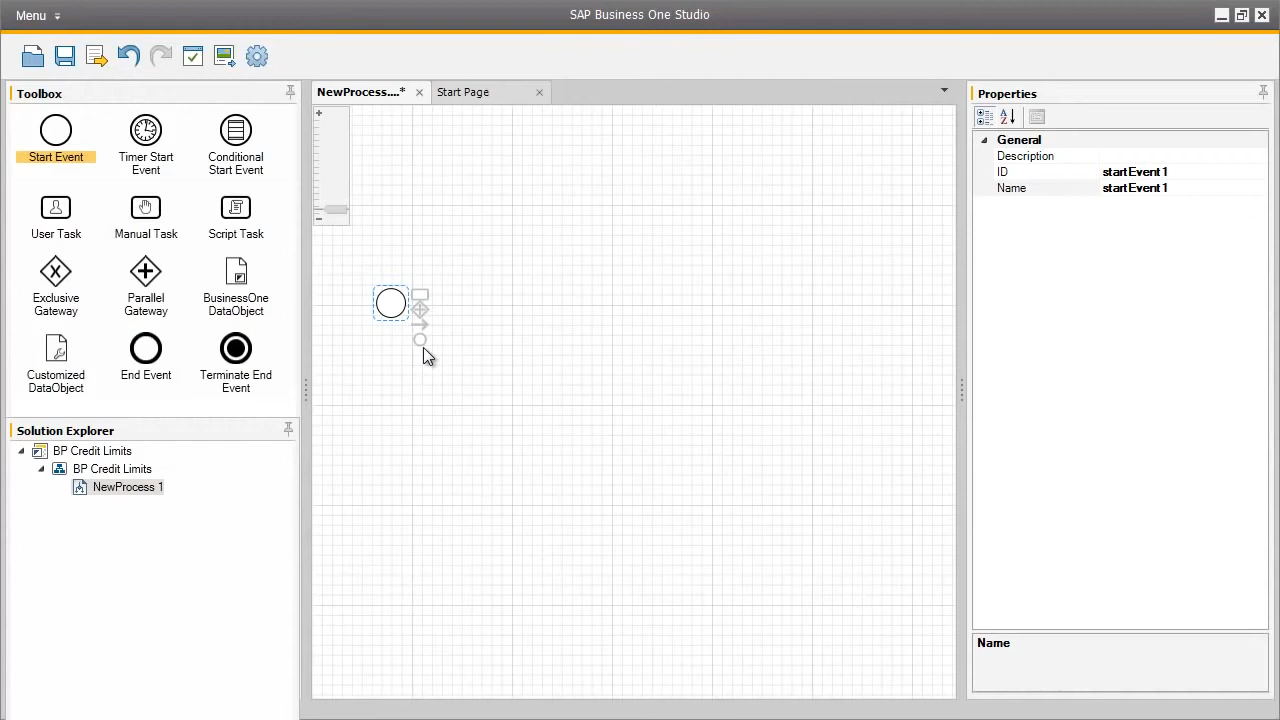 Menu
SAP Business One Studio
Toolbox
Start Event
Timer Start
Event
Conditional
Start Event
User Task
Manual Task
Script Task
Exclusive
Gateway
Parallel
Gateway
BusinessOne
DataObject
Customized
DataObject
End Event
Terminate End
Event
Solution Explorer
BP Credit Limits
BP Credit Limits
NewProcess 1
NewProcess....*
Start Page
Properties
General
Description
ID startEvent1
Name startEvent1
Name